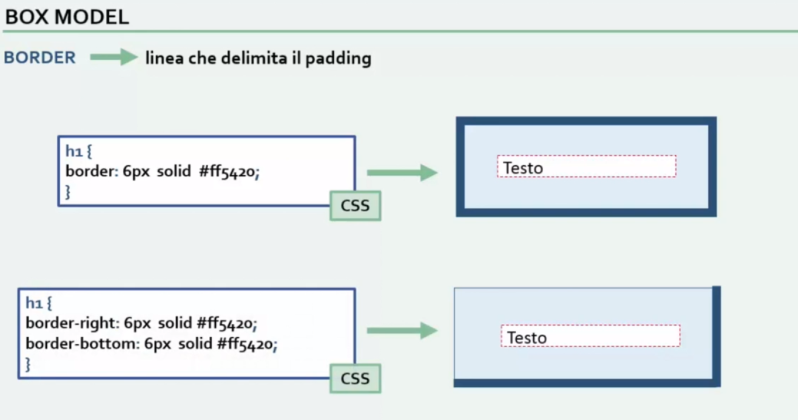 BOX MODEL
BORDER linea che delimita il padding
h1 {
border: 6px solid #ff5420;
}
CSS
Testo
h1 {
border-right: 6px solid #ff5420;
border-bottom: 6px solid #ff5420;
}
CSS
Testo